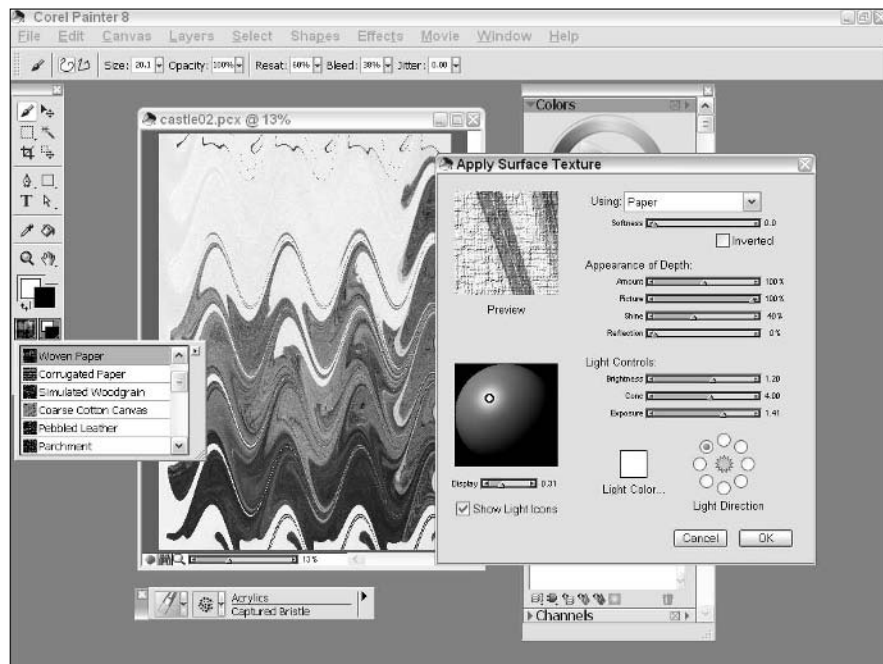 Corel Painter 8
File Edit Canvas Layers Select Shapes Effects Movie Window Help
Size: 20.1 Opacity: 100% Resat: 60% Bleed: 38% Jitter: 0.00
castle02.pcx @ 13%
Colors
Apply Surface Texture
Using: Paper
Softness 0.0
Inverted
Preview
Appearance of Depth:
Amount 100%
Picture 100%
Shine 40%
Reflection 0%
Light Controls:
Brightness 1.20
Conc 4.00
Exposure 1.41
Display 0.31
Show Light Icons
Light Color...
Light Direction
Cancel OK
T
Woven Paper
Corrugated Paper
Simulated Woodgrain
Coarse Cotton Canvas
Pebbled Leather
Parchment
13%
Acrylics
Captured Bristle
Channels